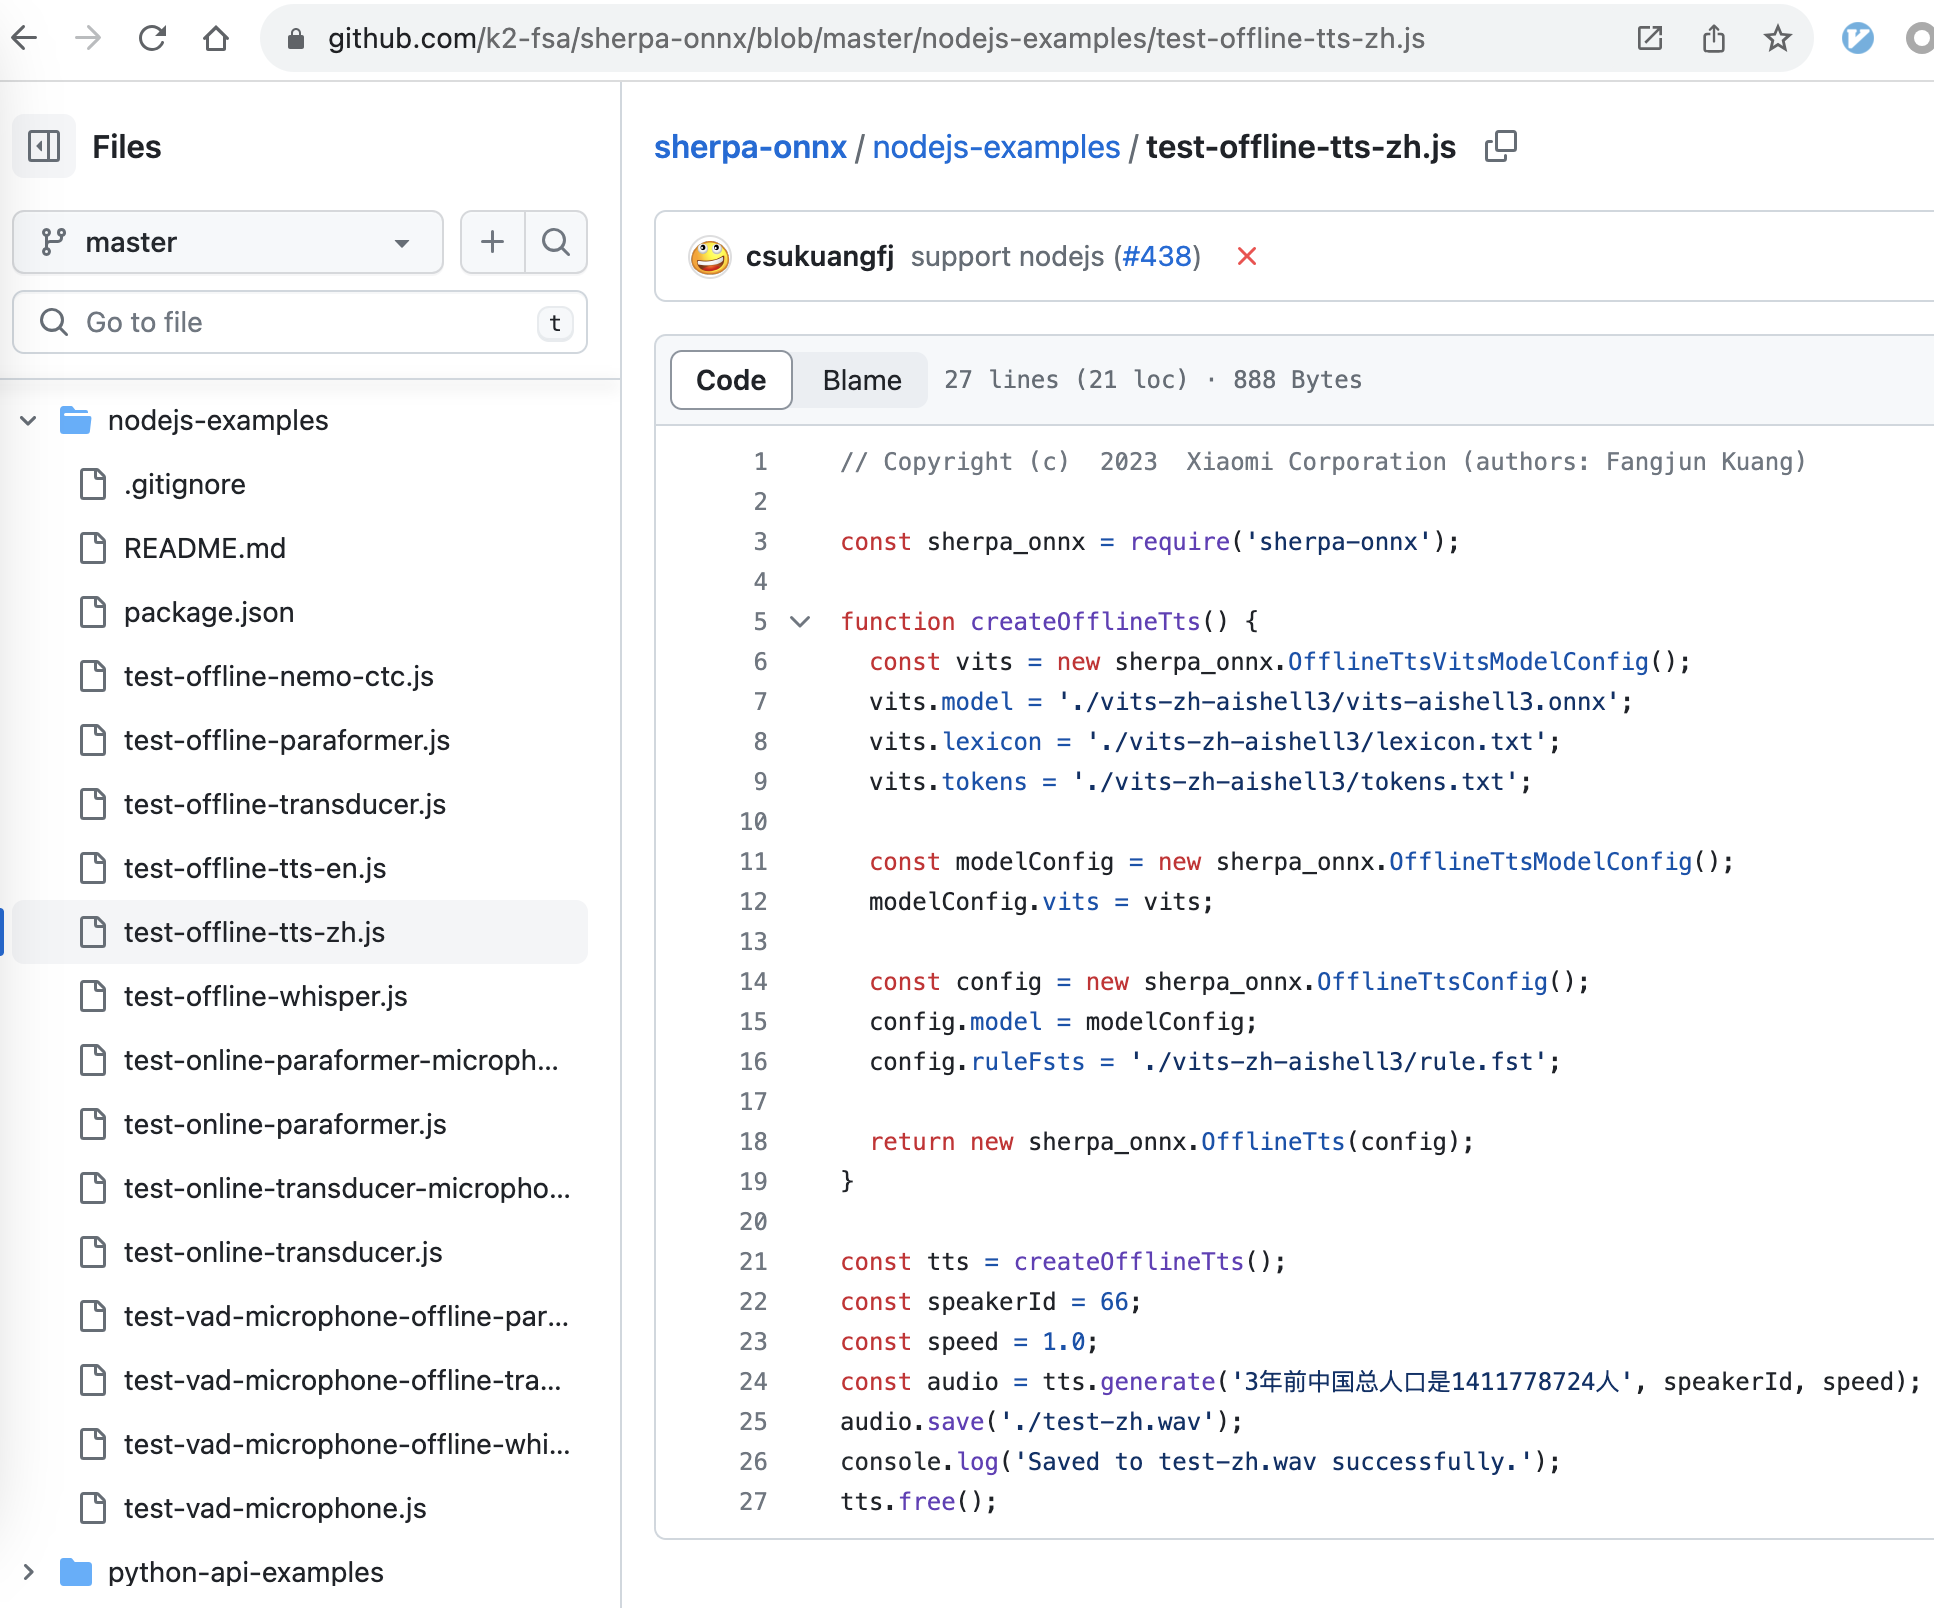 github.com/k2-fsa/sherpa-onnx/blob/master/nodejs-examples/test-offline-tts-zh.js
Files
master
Go to file
t
nodejs-examples
.gitignore
README.md
package.json
test-offline-nemo-ctc.js
test-offline-paraformer.js
test-offline-transducer.js
test-offline-tts-en.js
test-offline-tts-zh.js
test-offline-whisper.js
test-online-paraformer-microph...
test-online-paraformer.js
test-online-transducer-micropho...
test-online-transducer.js
test-vad-microphone-offline-par...
test-vad-microphone-offline-tra...
test-vad-microphone-offline-whi...
test-vad-microphone.js
python-api-examples
sherpa-onnx / nodejs-examples / test-offline-tts-zh.js
csukuangfj support nodejs (#438)
Code Blame 27 lines (21 loc) · 888 Bytes
1 // Copyright (c)  2023  Xiaomi Corporation (authors: Fangjun Kuang)
2
3 const sherpa_onnx = require('sherpa-onnx');
4
5 function createOfflineTts() {
6   const vits = new sherpa_onnx.OfflineTtsVitsModelConfig();
7   vits.model = './vits-zh-aishell3/vits-aishell3.onnx';
8   vits.lexicon = './vits-zh-aishell3/lexicon.txt';
9   vits.tokens = './vits-zh-aishell3/tokens.txt';
10
11   const modelConfig = new sherpa_onnx.OfflineTtsModelConfig();
12   modelConfig.vits = vits;
13
14   const config = new sherpa_onnx.OfflineTtsConfig();
15   config.model = modelConfig;
16   config.ruleFsts = './vits-zh-aishell3/rule.fst';
17
18   return new sherpa_onnx.OfflineTts(config);
19 }
20
21 const tts = createOfflineTts();
22 const speakerId = 66;
23 const speed = 1.0;
24 const audio = tts.generate('3年前中国总人口是1411778724人', speakerId, speed);
25 audio.save('./test-zh.wav');
26 console.log('Saved to test-zh.wav successfully.');
27 tts.free();